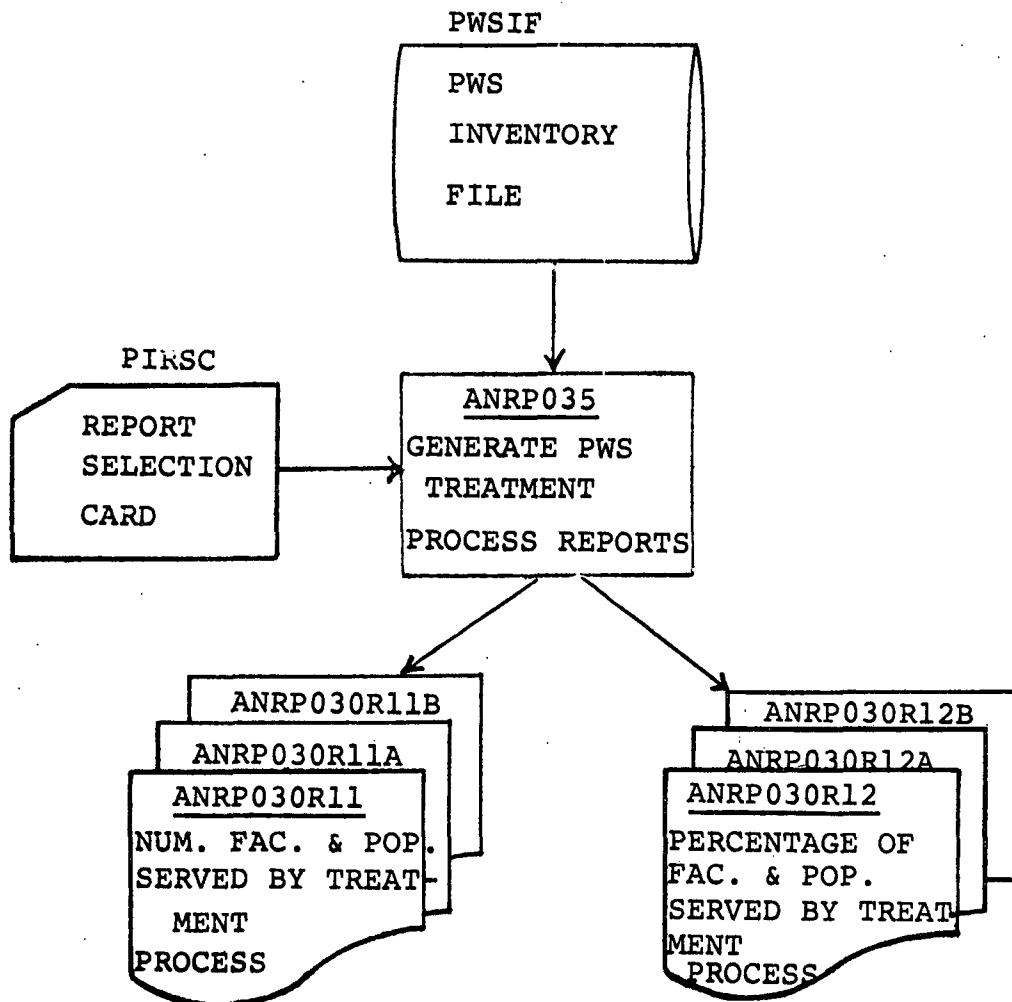 PWSIF
PWS
INVENTORY
FILE
PIRSC
REPORT
SELECTION
CARD
ANRP035
GENERATE PWS
TREATMENT
PROCESS REPORTS
ANRP030R11B
ANRP030R11A
ANRP030R11
NUM. FAC. & POP.
SERVED BY TREAT-
MENT
PROCESS
ANRP030R12B
ANRP030R12A
ANRP030R12
PERCENTAGE OF
FAC. & POP.
SERVED BY TREAT
MENT
PROCESS